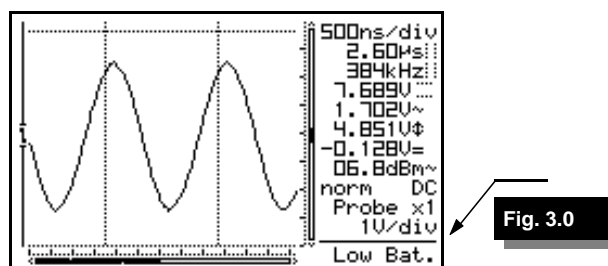 500ns/div
2.60µs
384kHz
7.689V
1.702V~
4.851V⇕
-0.128V=
06.8dBm~
norm DC
Probe x1
1V/div
Low Bat.
Fig. 3.0